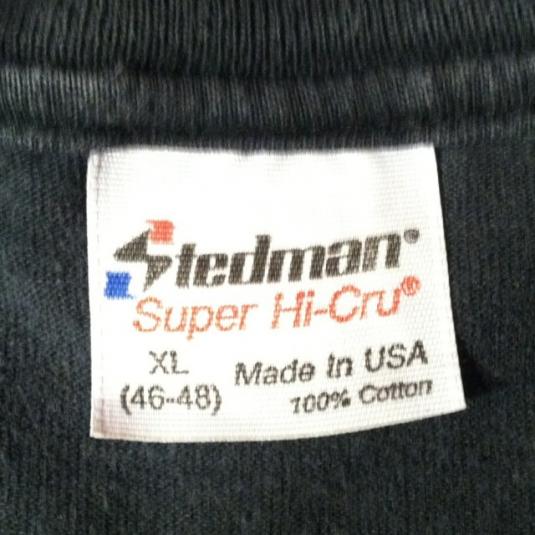 Stedman®
Super Hi-Cru®
XL Made In USA
(46-48) 100% Cotton